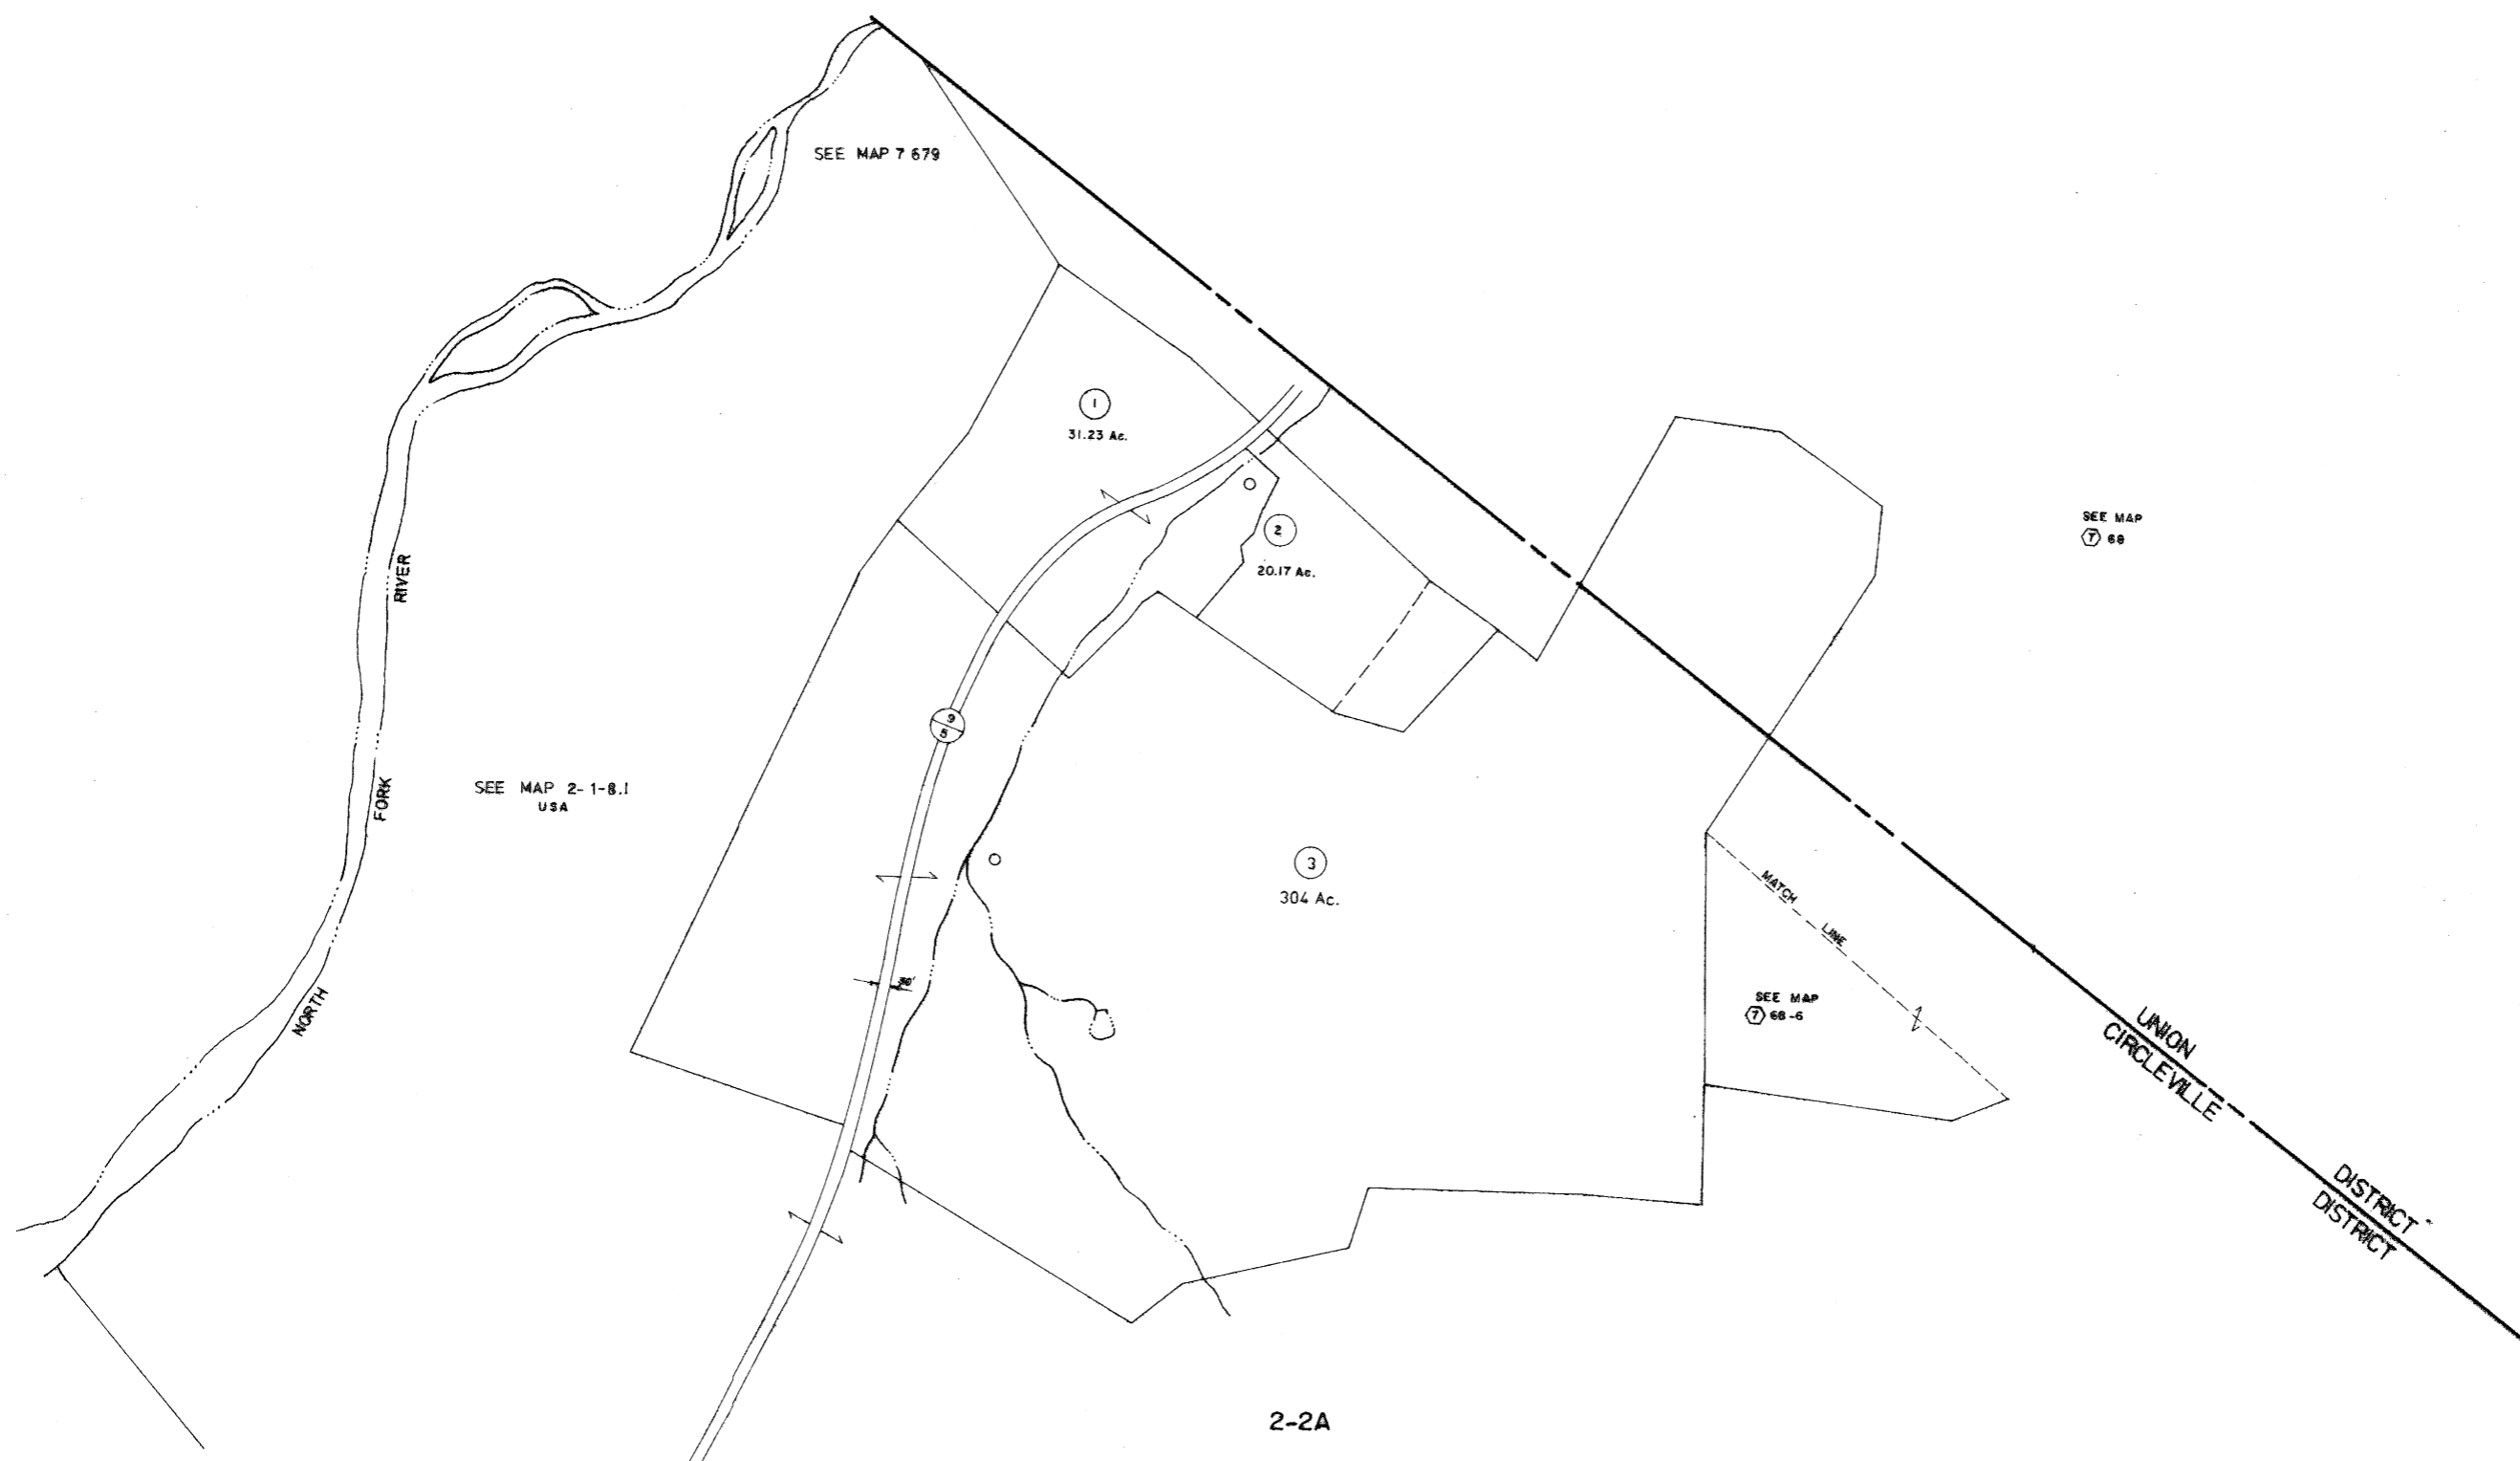 SEE MAP 7 679
1
31.23 Ac.
2
20.17 Ac.
SEE MAP
7 68
RIVER
9
5
SEE MAP 2-1-8.1
USA
FORK
3
304 Ac.
MATCH
LINE
30'
NORTH
SEE MAP
7 68-6
UNION
CIRCLEVILLE
DISTRICT
DISTRICT
2-2A